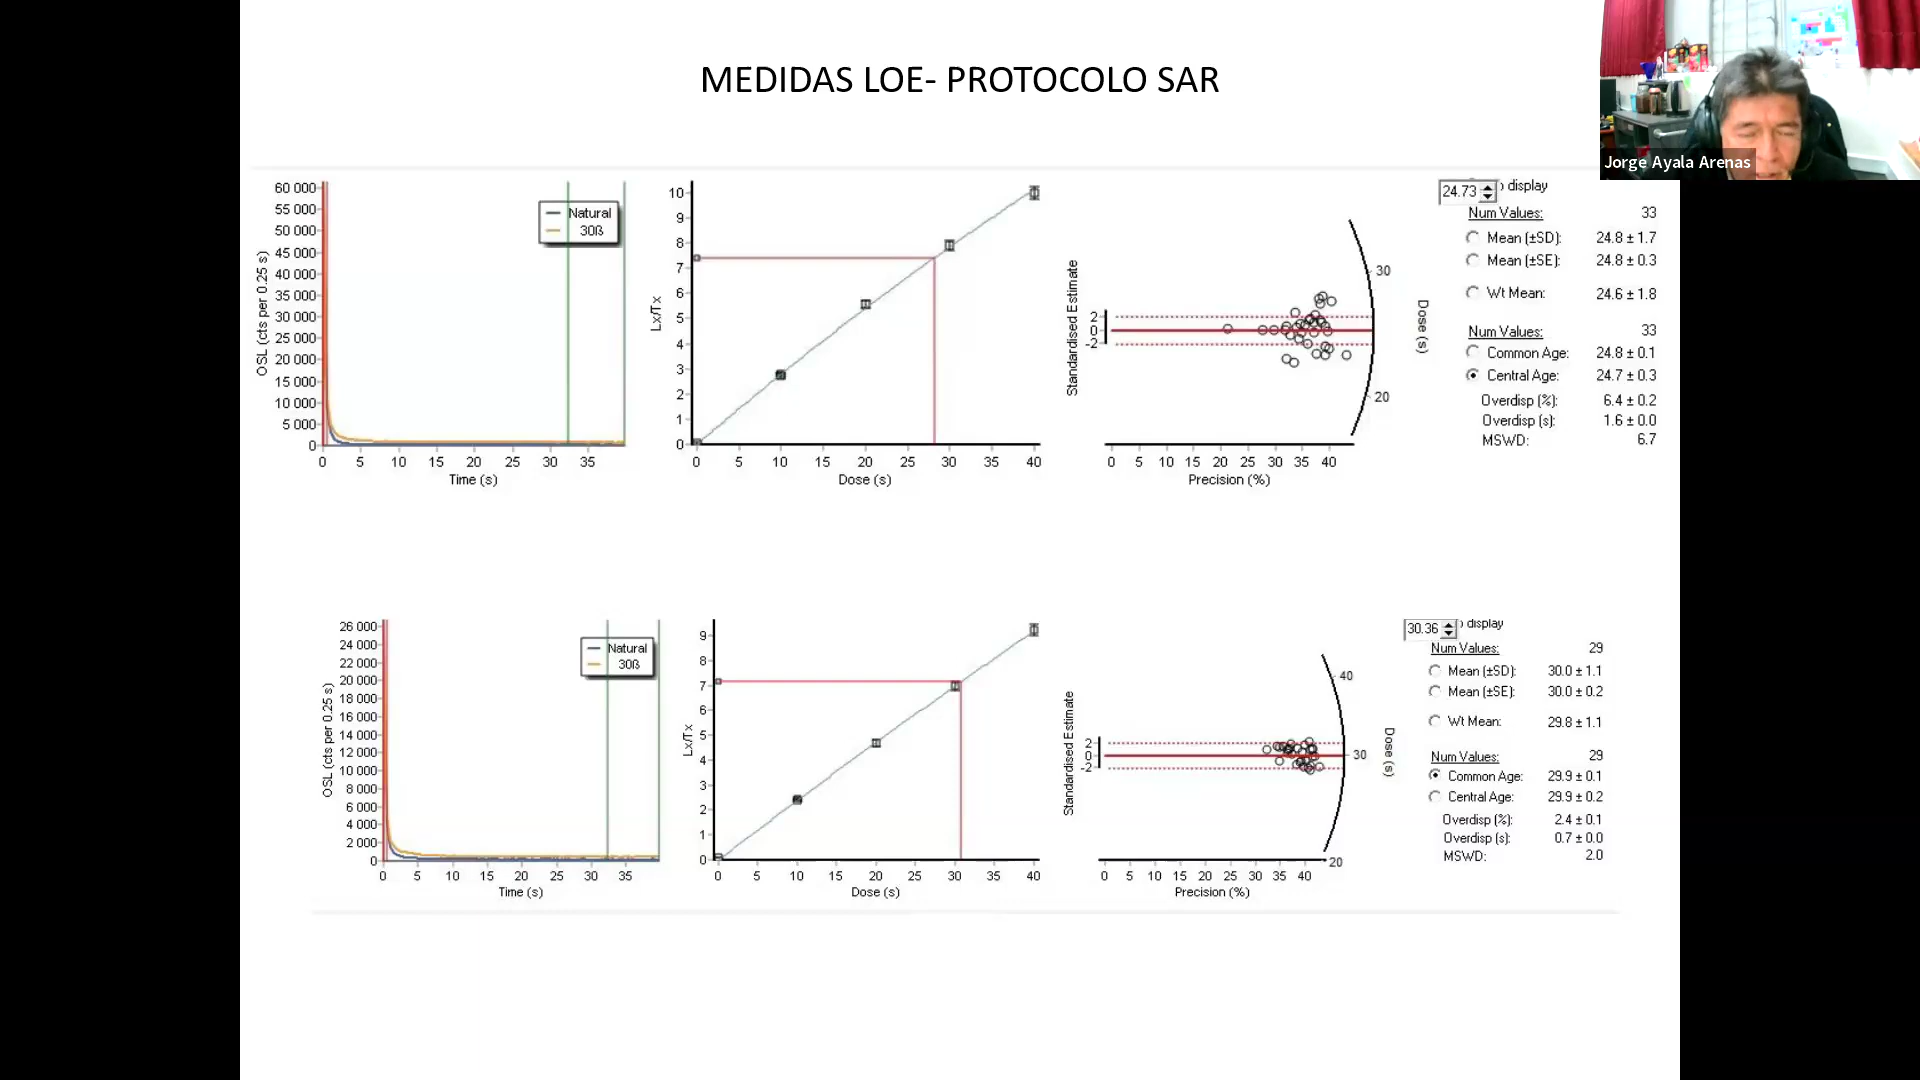 MEDIDAS LOE- PROTOCOLO SAR
Jorge Ayala Arenas
60 000
55 000
50 000
45 000
40 000
35 000
30 000
25 000
20 000
15 000
10 000
5 000
0
OSL (cts per 0.25 s)
Natural
30ß
0 5 10 15 20 25 30 35
Time (s)
10
9
8
7
6
5
4
3
2
1
0
Lx/Tx
0 5 10 15 20 25 30 35 40
Dose (s)
Standardised Estimate
2
0
-2
30
20
Dose (s)
0 5 10 15 20 25 30 35 40
Precision (%)
24.73
display
Num Values: 33
Mean (±SD): 24.8 ± 1.7
Mean (±SE): 24.8 ± 0.3
Wt Mean: 24.6 ± 1.8
Num Values: 33
Common Age: 24.8 ± 0.1
Central Age: 24.7 ± 0.3
Overdisp (%): 6.4 ± 0.2
Overdisp (s): 1.6 ± 0.0
MSWD: 6.7
26 000
24 000
22 000
20 000
18 000
16 000
14 000
12 000
10 000
8 000
6 000
4 000
2 000
0
OSL (cts per 0.25 s)
Natural
30ß
0 5 10 15 20 25 30 35
Time (s)
9
8
7
6
5
4
3
2
1
0
Lx/Tx
0 5 10 15 20 25 30 35 40
Dose (s)
Standardised Estimate
2
0
-2
40
30
20
Dose (s)
0 5 10 15 20 25 30 35 40
Precision (%)
30.36
display
Num Values: 29
Mean (±SD): 30.0 ± 1.1
Mean (±SE): 30.0 ± 0.2
Wt Mean: 29.8 ± 1.1
Num Values: 29
Common Age: 29.9 ± 0.1
Central Age: 29.9 ± 0.2
Overdisp (%): 2.4 ± 0.1
Overdisp (s): 0.7 ± 0.0
MSWD: 2.0